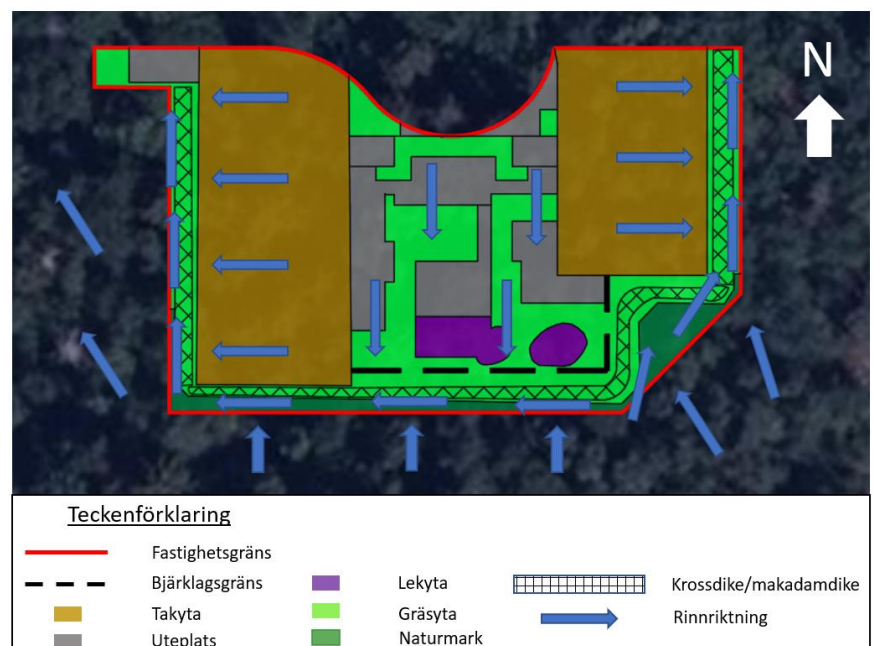 N
Teckenförklaring
Fastighetsgräns
Bjärklagsgräns
Takyta
Uteplats
Lekyta
Gräsyta
Naturmark
Krossdike/makadamdike
Rinnriktning